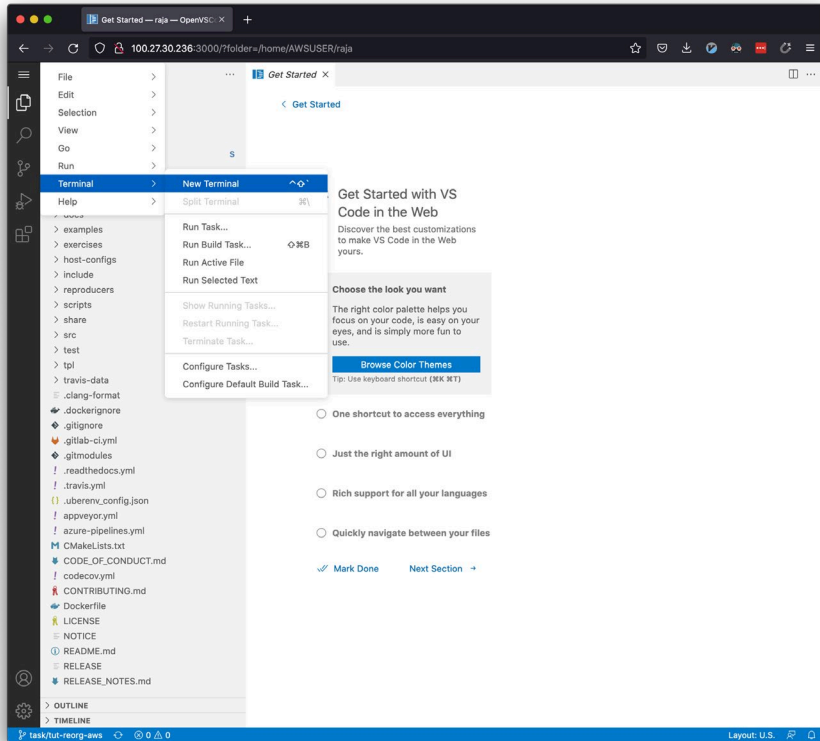 Get Started — raja — OpenVSC
100.27.30.236:3000/?folder=/home/AWSUSER/raja
File
Edit
Selection
View
Go
Run
Terminal
Help
S
New Terminal ^⇧`
Split Terminal ⌘\
Run Task...
Run Build Task... ⇧⌘B
Run Active File
Run Selected Text
Show Running Tasks...
Restart Running Task...
Terminate Task...
Configure Tasks...
Configure Default Build Task...
docs
examples
exercises
host-configs
include
reproducers
scripts
share
src
test
tpl
travis-data
.clang-format
.dockerignore
.gitignore
.gitlab-ci.yml
.gitmodules
.readthedocs.yml
.travis.yml
.uberenv_config.json
appveyor.yml
azure-pipelines.yml
CMakeLists.txt
CODE_OF_CONDUCT.md
codecov.yml
CONTRIBUTING.md
Dockerfile
LICENSE
NOTICE
README.md
RELEASE
RELEASE_NOTES.md
OUTLINE
TIMELINE
Get Started
Get Started
Get Started with VS
Code in the Web
Discover the best customizations
to make VS Code in the Web
yours.
Choose the look you want
The right color palette helps you
focus on your code, is easy on your
eyes, and is simply more fun to
use.
Browse Color Themes
Tip: Use keyboard shortcut (⌘K ⌘T)
One shortcut to access everything
Just the right amount of UI
Rich support for all your languages
Quickly navigate between your files
Mark Done Next Section →
task/tut-reorg-aws 0 0 Layout: U.S.